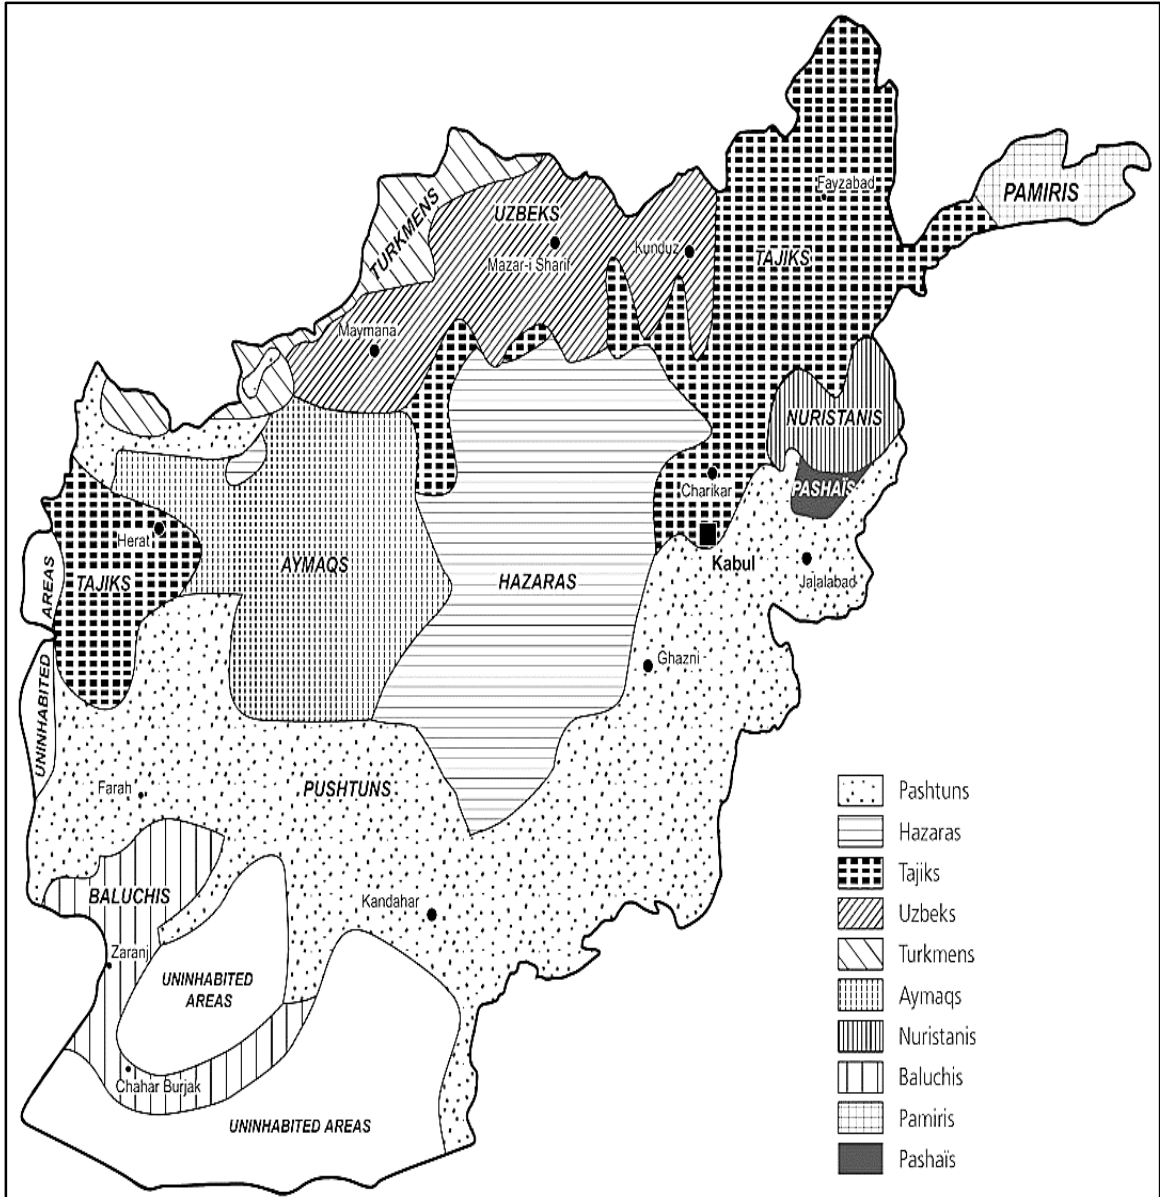 Fayzabad
PAMIRIS
TURKMENS
UZBEKS
Mazar-i Sharif
Kunduz
TAJIKS
Maymana
NURISTANIS
Charikar
PASHAÏS
Herat
Kabul
Jalalabad
AYMAQS
HAZARAS
TAJIKS
UNINHABITED AREAS
Ghazni
Farah
PUSHTUNS
BALUCHIS
Kandahar
Zaranj
UNINHABITED
AREAS
Chahar Burjak
UNINHABITED AREAS
Pashtuns
Hazaras
Tajiks
Uzbeks
Turkmens
Aymaqs
Nuristanis
Baluchis
Pamiris
Pashaïs